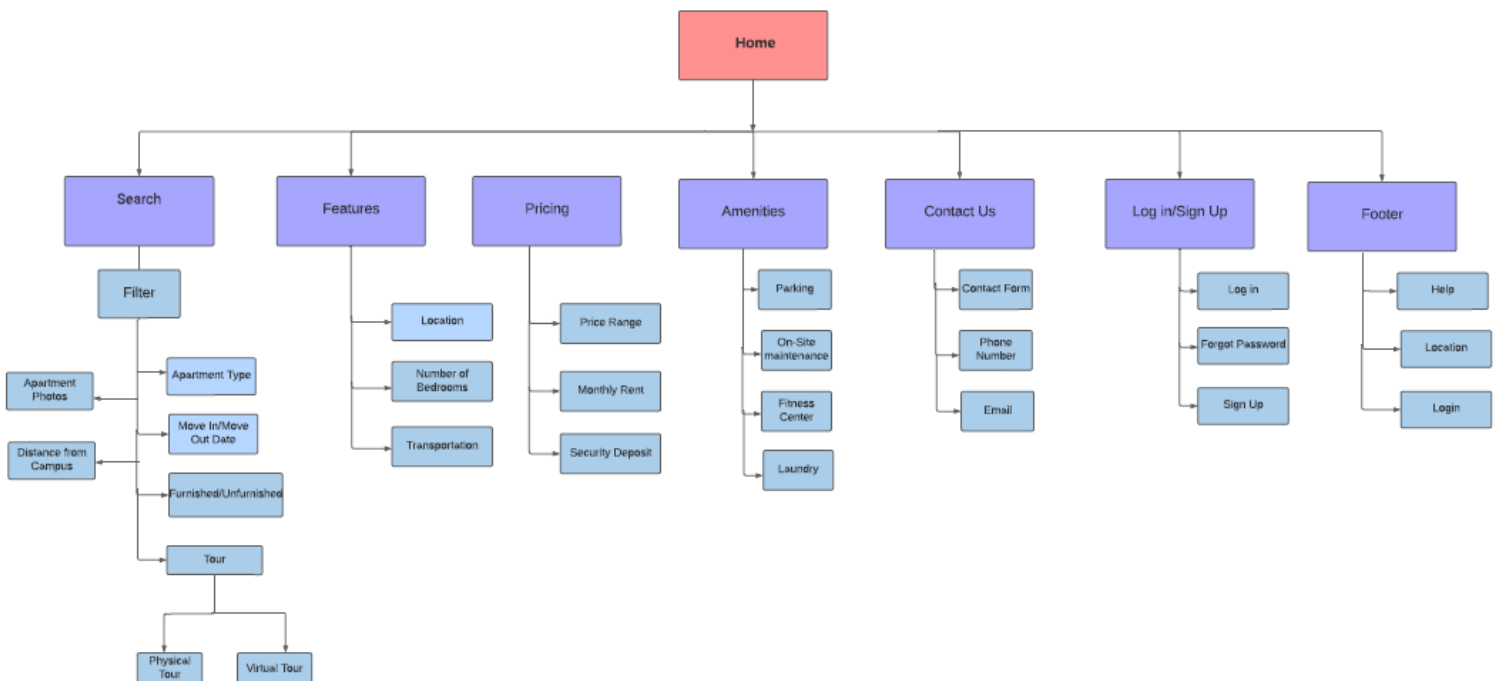 Home
Search
Features
Pricing
Amenities
Contact Us
Log in/Sign Up
Footer
Filter
Apartment Type
Apartment
Photos
Move In/Move
Out Date
Distance from
Campus
Furnished/Unfurnished
Tour
Physical
Tour
Virtual Tour
Location
Number of
Bedrooms
Transportation
Price Range
Monthly Rent
Security Deposit
Parking
On-Site
maintenance
Fitness
Center
Laundry
Contact Form
Phone
Number
Email
Log in
Forgot Password
Sign Up
Help
Location
Login